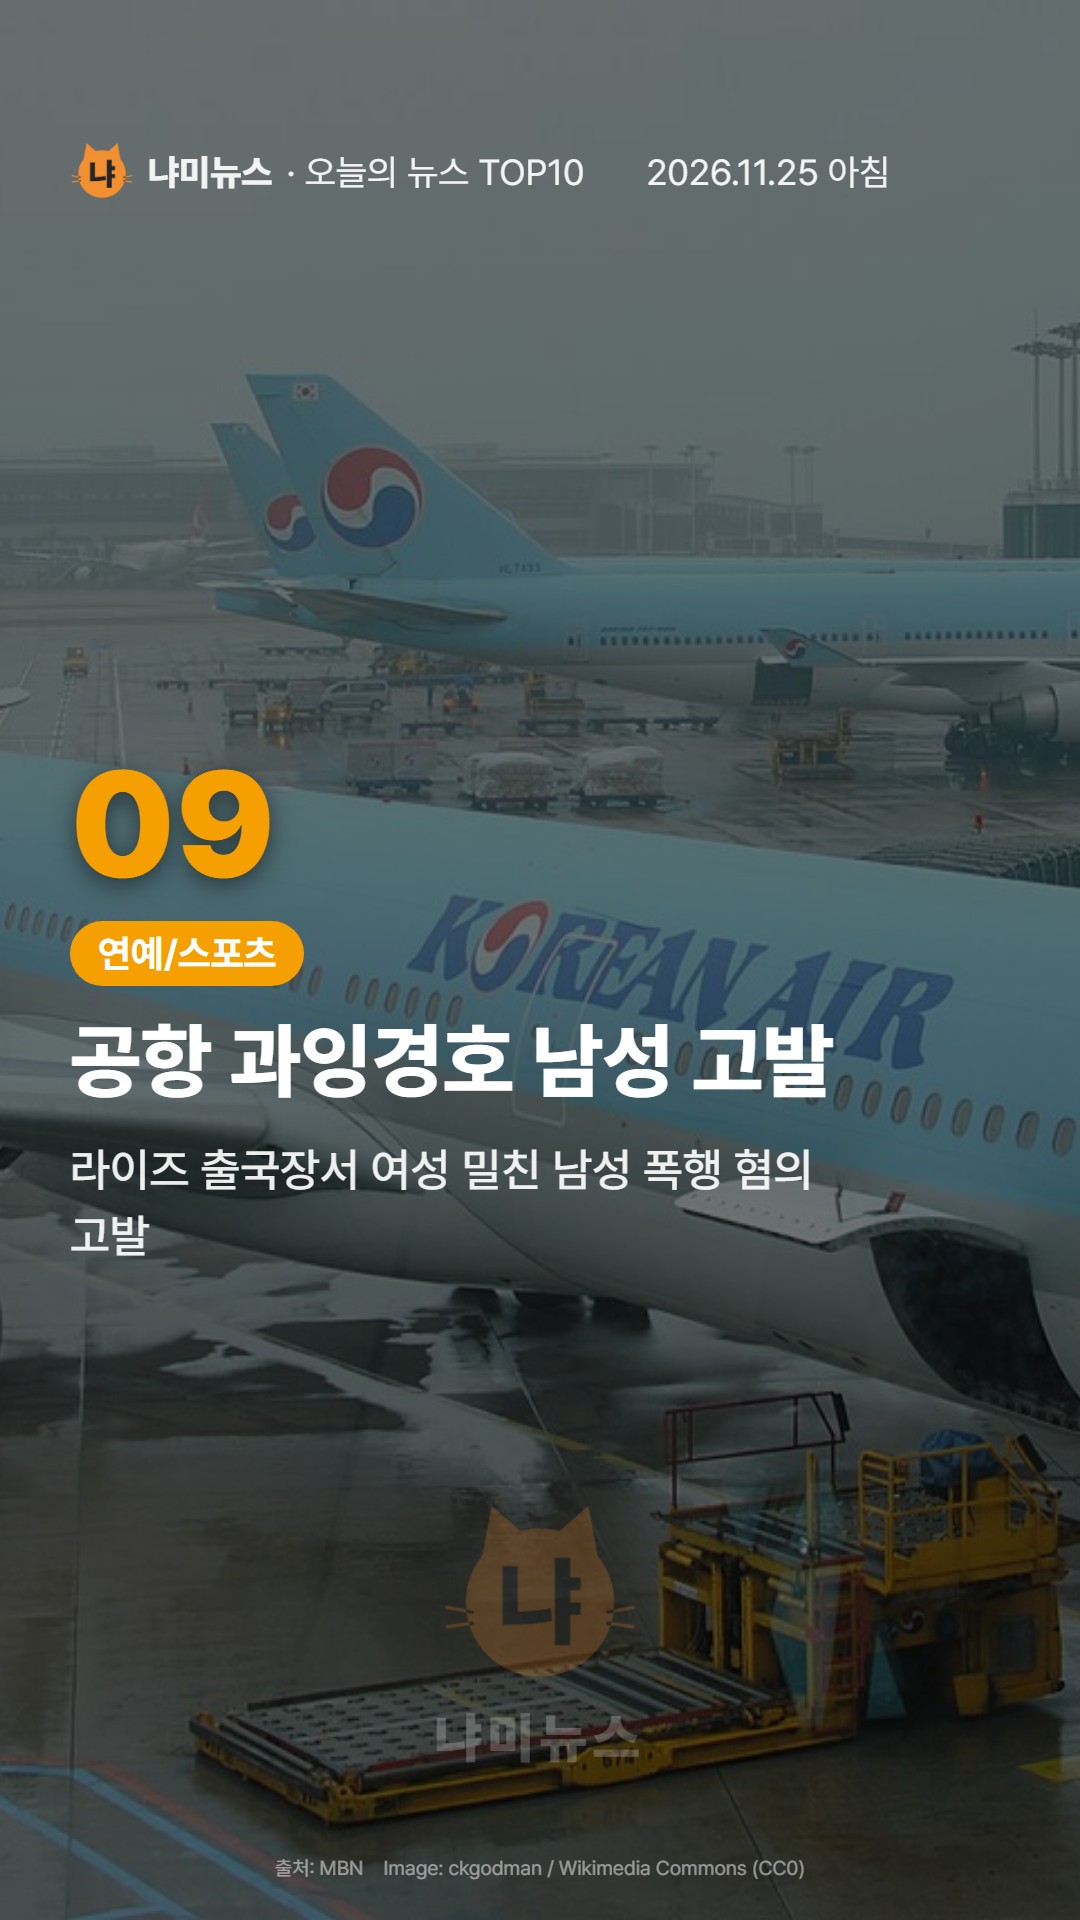 냐 냐미뉴스 · 오늘의 뉴스 TOP10 2026.11.25 아침
HL7493
09
KOREAN AIR
연예/스포츠
공항 과잉경호 남성 고발
라이즈 출국장서 여성 밀친 남성 폭행 혐의
고발
냐
냐미뉴스
출처: MBN Image: ckgodman / Wikimedia Commons (CC0)